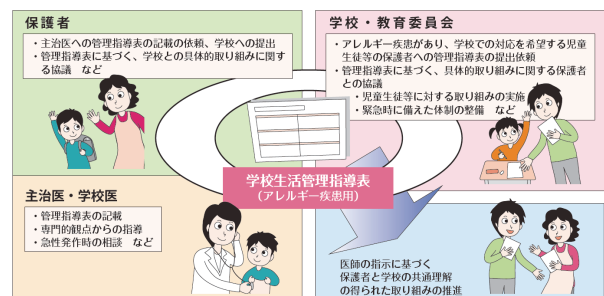 保護者
・主治医への管理指導表の記載の依頼、学校への提出
・管理指導表に基づく、学校との具体的取り組みに関す
る協議　など
学校・教育委員会
・アレルギー疾患があり、学校での対応を希望する児童
生徒等の保護者への管理指導表の提出依頼
・管理指導表に基づく、具体的取り組みに関する保護者
との協議
・児童生徒等に対する取り組みの実施
・緊急時に備えた体制の整備　など
学校生活管理指導表
（アレルギー疾患用）
主治医・学校医
・管理指導表の記載
・専門的観点からの指導
・急性発作時の相談　など
医師の指示に基づく
保護者と学校の共通理解
の得られた取り組みの推進